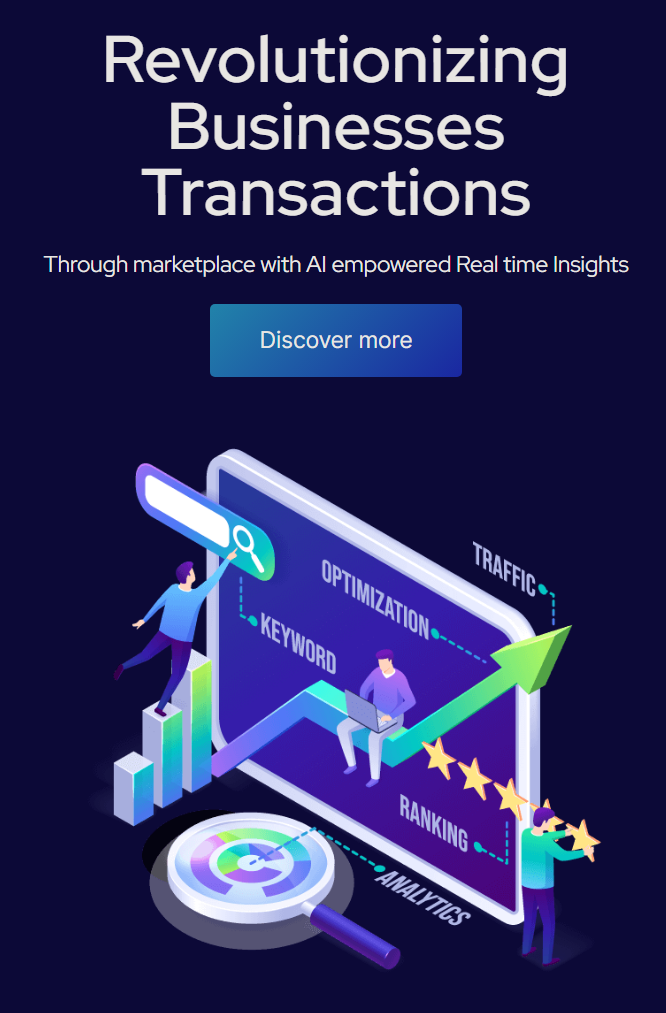 Revolutionizing
Businesses
Transactions
Through marketplace with AI empowered Real time Insights
Discover more
TRAFFIC
OPTIMIZATION
KEYWORD
RANKING
ANALYTICS